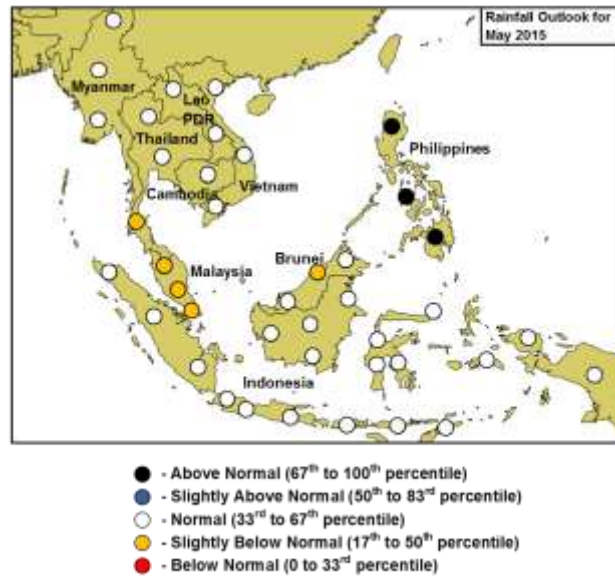 Rainfall Outlook for
May 2015
Myanmar
Lao
PDR
Thailand
Philippines
Cambodia
Vietnam
Brunei
Malaysia
Indonesia
- Above Normal (67th to 100th percentile)
- Slightly Above Normal (50th to 83rd percentile)
- Normal (33rd to 67th percentile)
- Slightly Below Normal (17th to 50th percentile)
- Below Normal (0 to 33rd percentile)